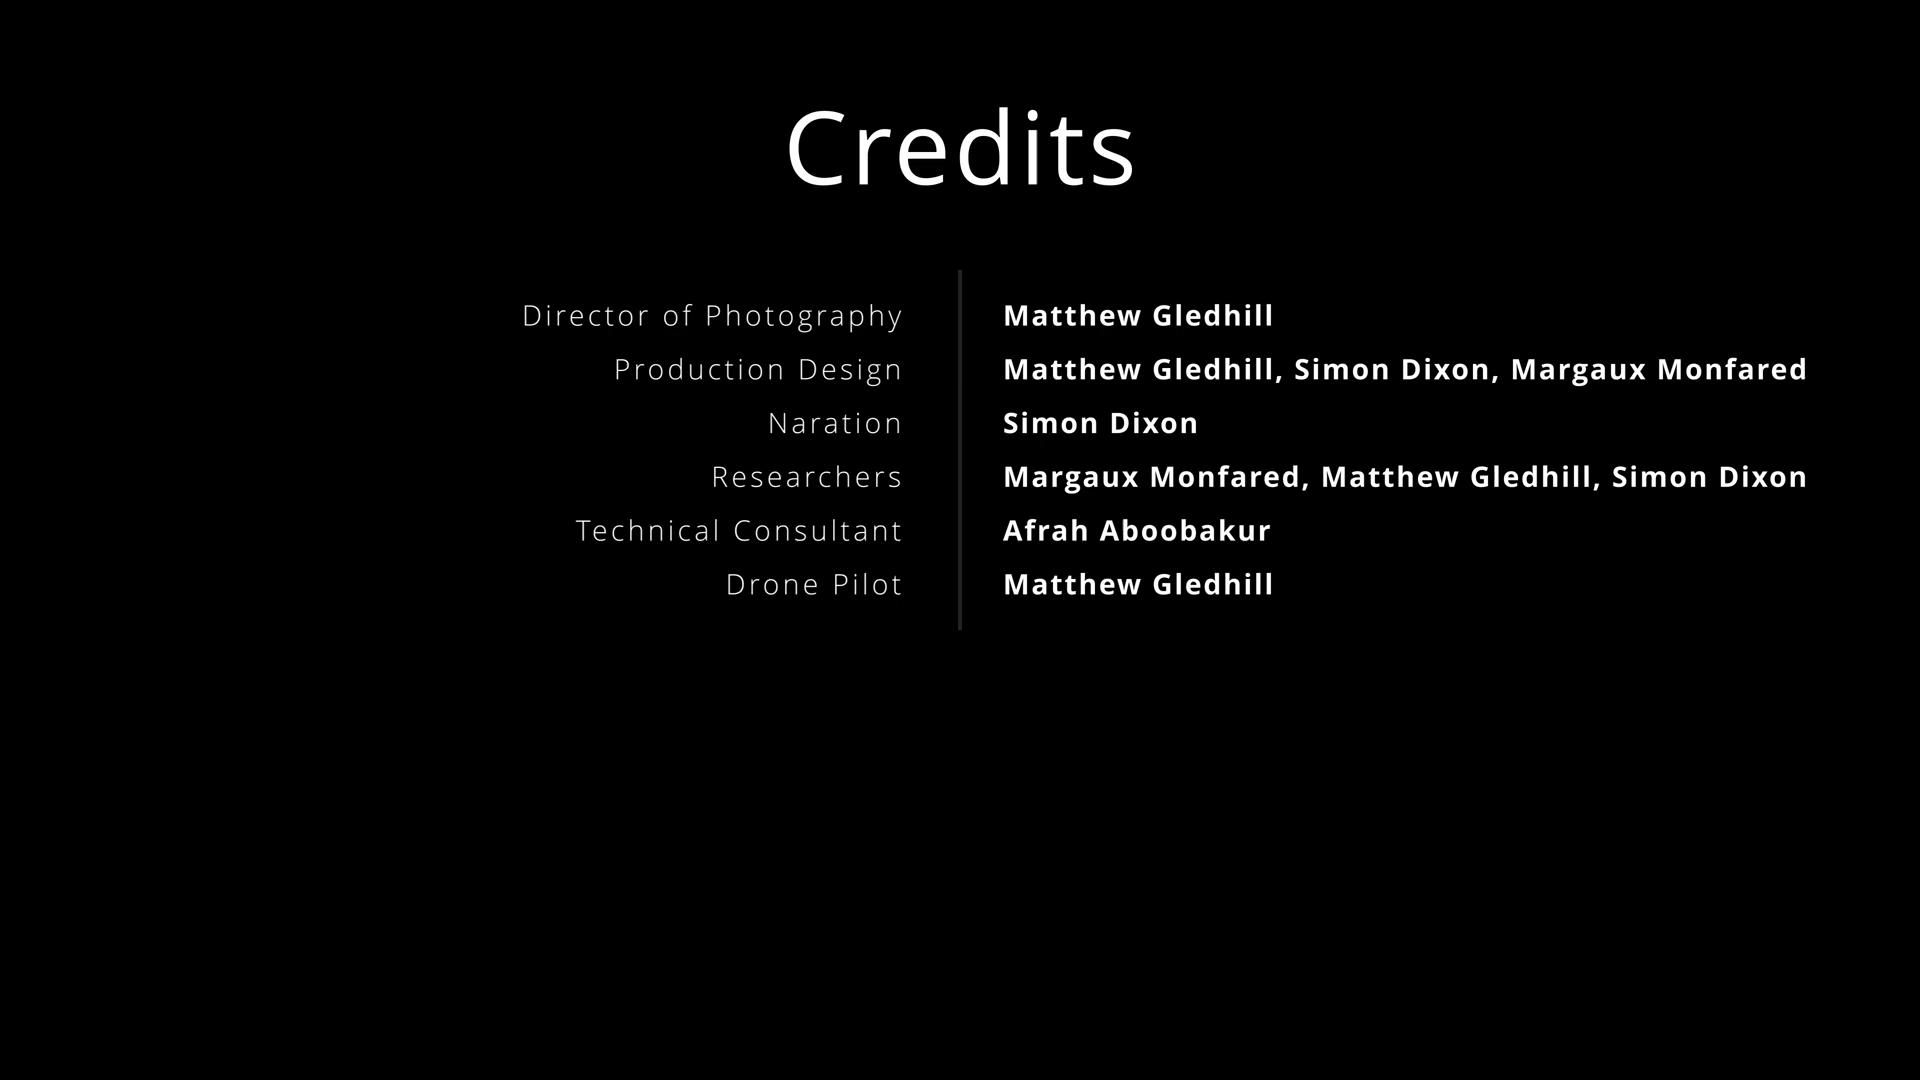 Credits
Director of Photography Matthew Gledhill
Production Design Matthew Gledhill, Simon Dixon, Margaux Monfared
Naration Simon Dixon
Researchers Margaux Monfared, Matthew Gledhill, Simon Dixon
Technical Consultant Afrah Aboobakur
Drone Pilot Matthew Gledhill